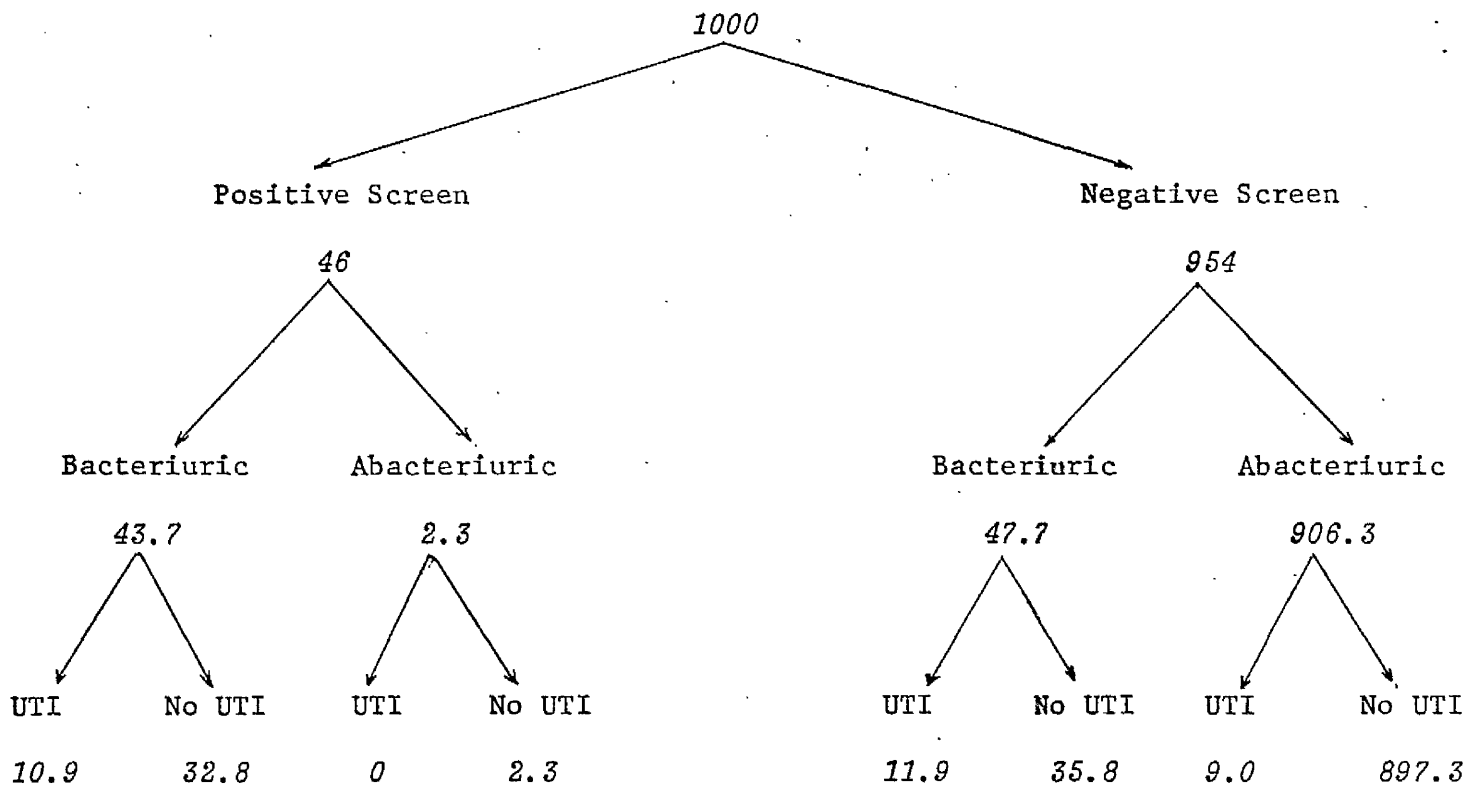 1000
Positive Screen Negative Screen
46 954
Bacteriuric Abacteriuric Bacteriuric Abacteriuric
43.7 2.3 47.7 906.3
UTI No UTI UTI No UTI UTI No UTI UTI No UTI
10.9 32.8 0 2.3 11.9 35.8 9.0 897.3